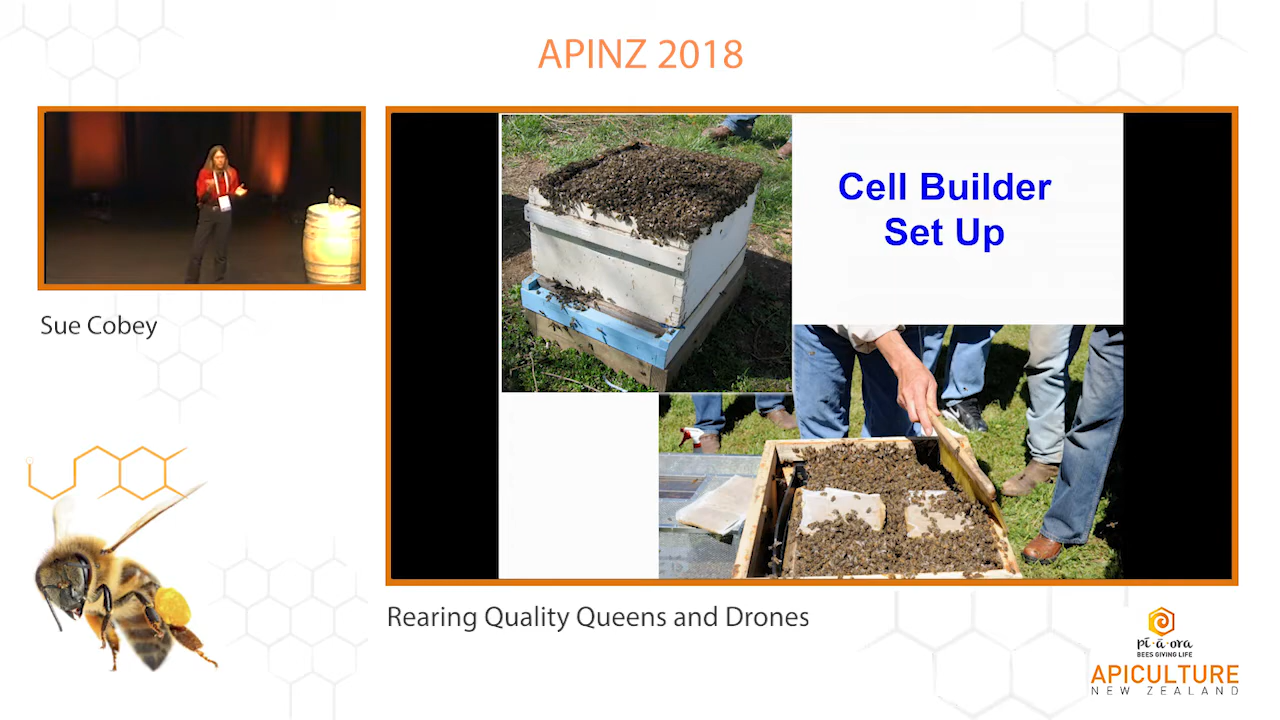 APINZ 2018
Cell Builder
Set Up
Sue Cobey
Rearing Quality Queens and Drones
pī·ā·ora
BEES GIVING LIFE
APICULTURE
NEW ZEALAND